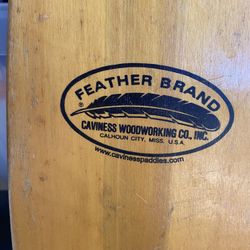 FEATHER BRAND
®
CAVINESS WOODWORKING CO., INC.
CALHOUN CITY, MISS. U.S.A.
www.cavinesspaddles.com